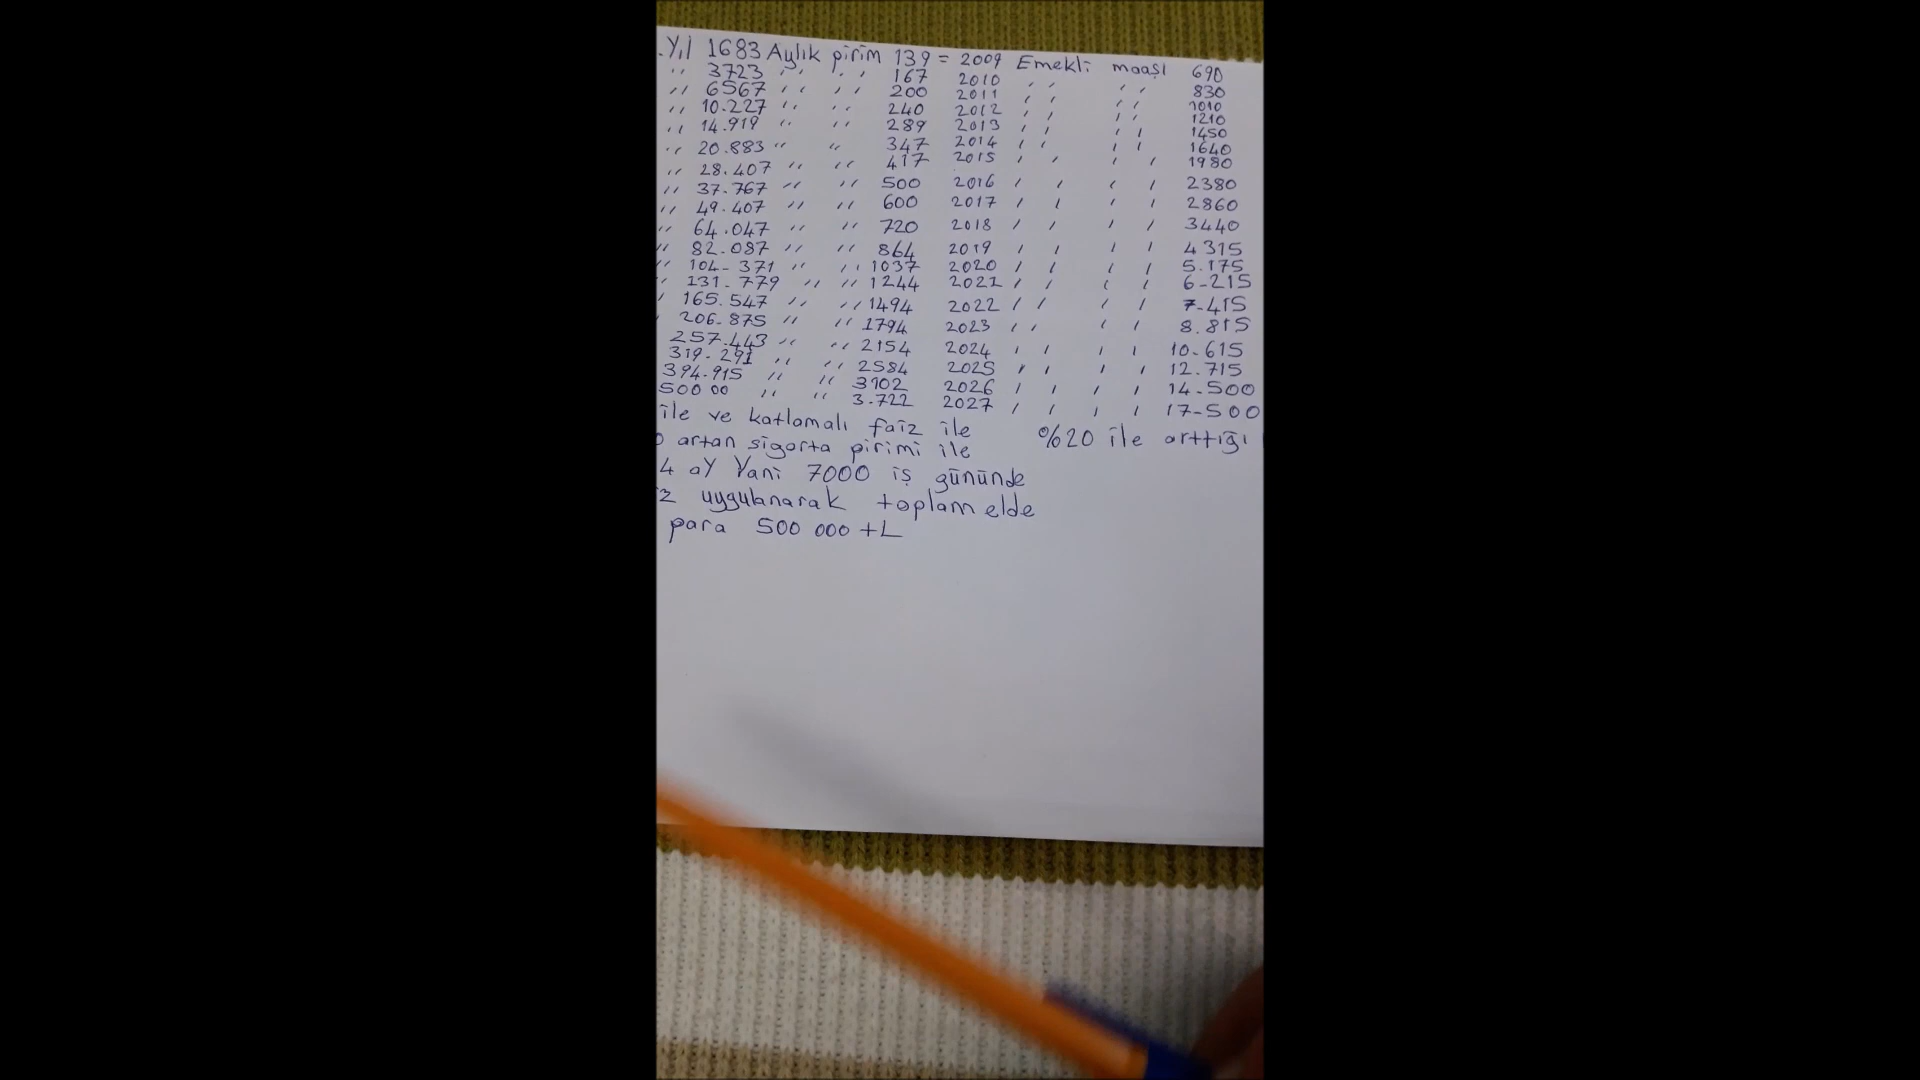 .Yıl 1683 Aylık pirim 139 = 2009 Emekli maaşı 690
" 3723 " " 167 2010 " " 830
" 6567 " " 200 2011 " " 1010
" 10.227 " " 240 2012 " " 1210
" 14.919 " " 289 2013 " " 1450
" 20.883 " " 347 2014 " " 1640
" 28.407 " " 417 2015 " " 1980
" 37.767 " " 500 2016 " " 2380
" 49.407 " " 600 2017 " " 2860
" 64.047 " " 720 2018 " " 3440
" 82.087 " " 864 2019 " " 4315
" 104-371 " " 1037 2020 " " 5.175
" 131-779 " " 1244 2021 " " 6-215
" 165.547 " " 1494 2022 " " 7-415
" 206-875 " " 1794 2023 " " 8.815
257.443 " " 2154 2024 " " 10-615
319-291 " " 2584 2025 " " 12.715
394-915 " " 3102 2026 " " 14-500
500 00 " " 3.722 2027 " " 17-500
ile ve katlamalı faiz ile %20 ile arttığı
artan sigorta pirimi ile
4 ay Yani 7000 iş gününde
z uygulanarak toplam elde
para 500 000 tL